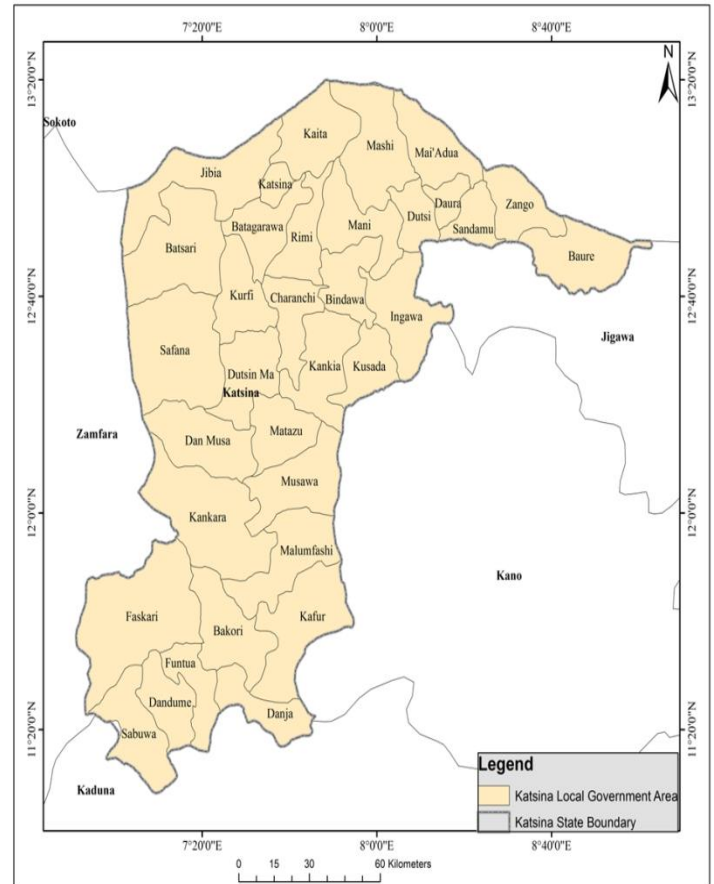 7°20'0"E 8°0'0"E 8°40'0"E
N
13°20'0"N 13°20'0"N
Sokoto
Kaita
Mashi
Mai'Adua
Jibia
Katsina
Daura
Zango
Batagarawa
Rimi
Mani
Dutsi
Sandamu
Batsari
Baure
12°40'0"N 12°40'0"N
Kurfi
Charanchi
Bindawa
Ingawa
Jigawa
Safana
Dutsin Ma
Kankia
Kusada
Katsina
Zamfara
Dan Musa
Matazu
Musawa
12°0'0"N 12°0'0"N
Kankara
Malumfashi
Kano
Faskari
Kafur
Bakori
Funtua
Dandume
Danja
11°20'0"N 11°20'0"N
Sabuwa
Kaduna
Legend
Katsina Local Government Area
Katsina State Boundary
7°20'0"E 8°0'0"E 8°40'0"E
0 15 30 60 Kilometers